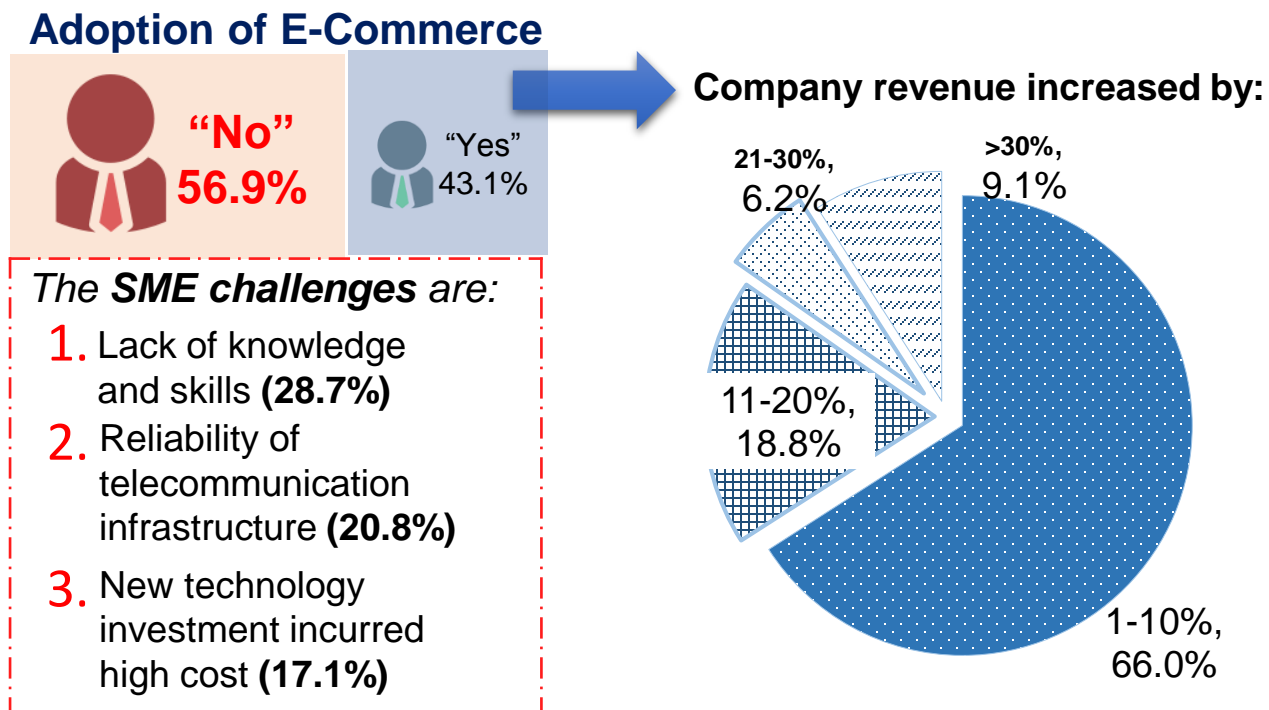 Adoption of E-Commerce
“No”
56.9%
“Yes”
43.1%
The SME challenges are:
1. Lack of knowledge
and skills (28.7%)
2. Reliability of
telecommunication
infrastructure (20.8%)
3. New technology
investment incurred
high cost (17.1%)
Company revenue increased by:
21-30%,
6.2%
>30%,
9.1%
11-20%,
18.8%
1-10%,
66.0%